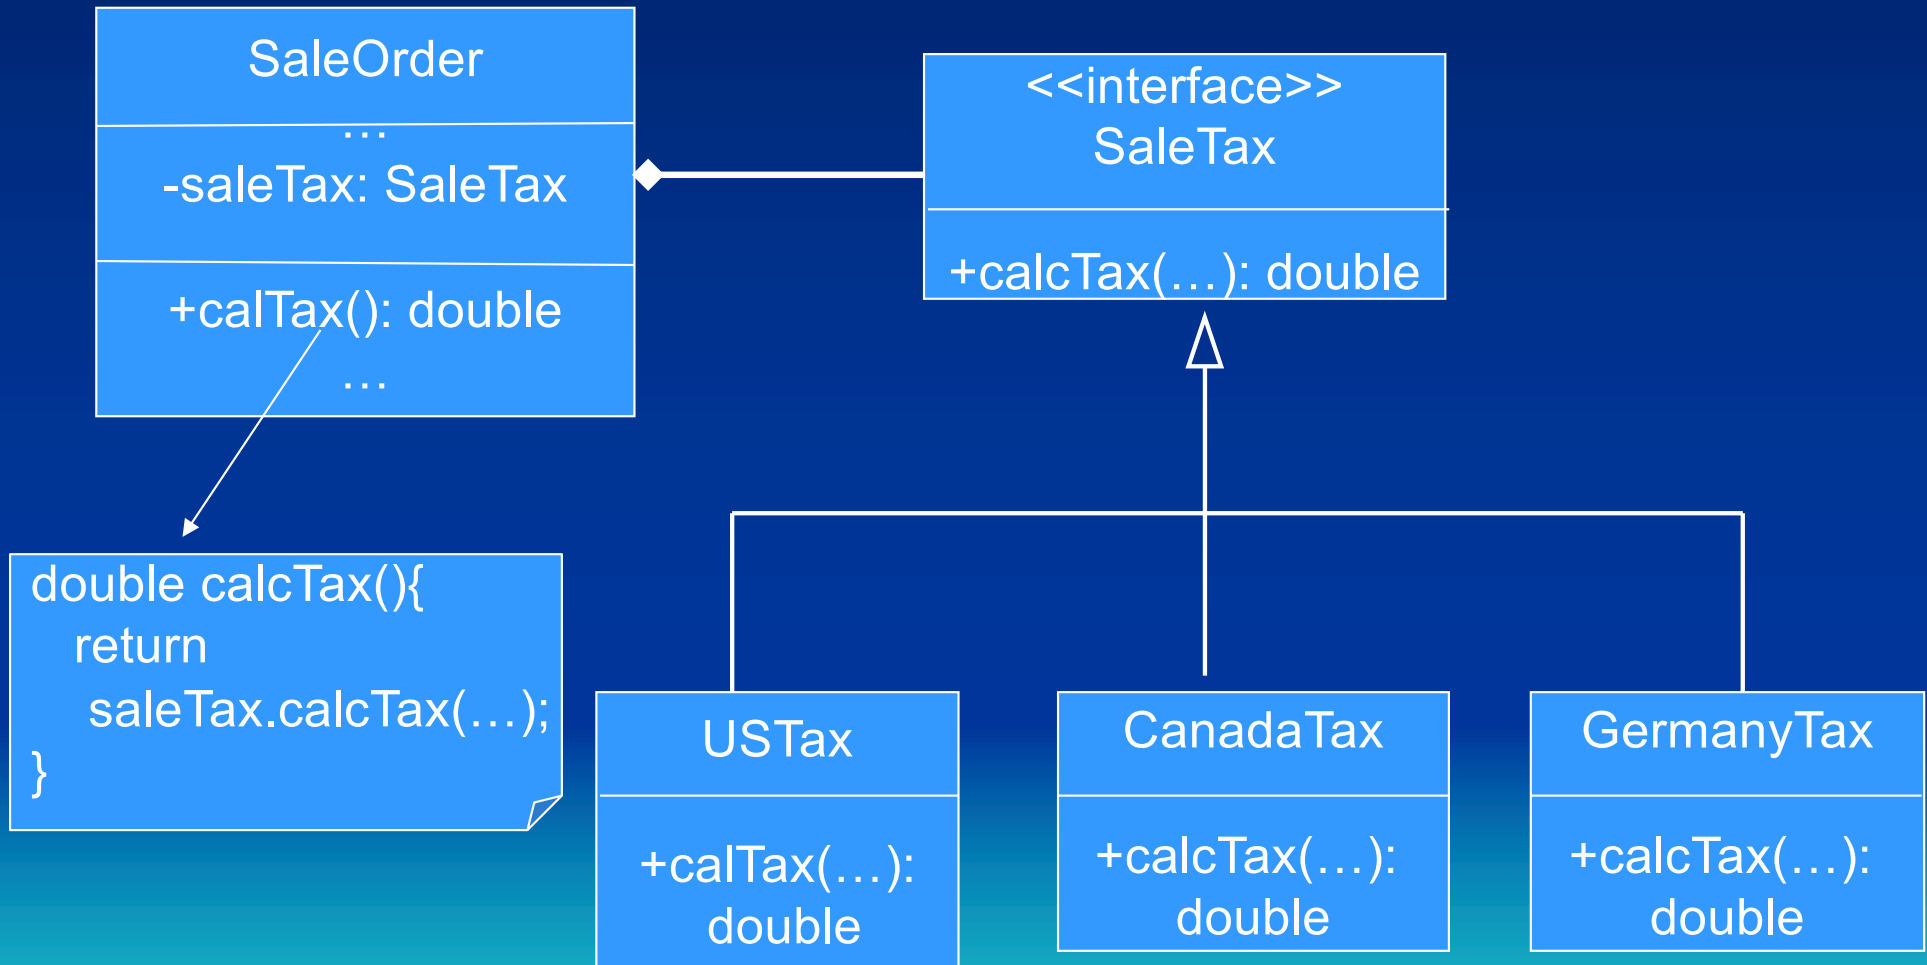 SaleOrder
…
-saleTax: SaleTax
+calTax(): double
…
<<interface>>
SaleTax
+calcTax(…): double
double calcTax(){
return
saleTax.calcTax(…);
}
USTax
+calTax(…):
double
CanadaTax
+calcTax(…):
double
GermanyTax
+calcTax(…):
double